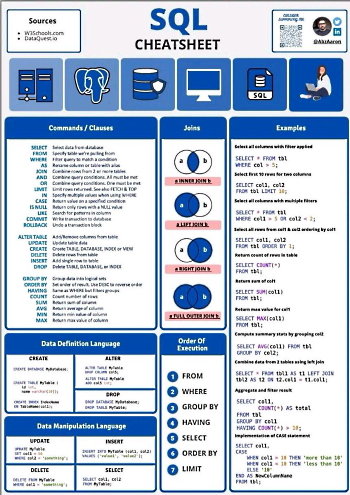 Sources
• W3Schools.com
• DataQuest.io
SQL
CHEATSHEET
@AbzAaron
SQL
Commands / Clauses
SELECT Select data from database
FROM Specify table we're pulling from
WHERE Filter query to match a condition
AS Rename column or table with alias
JOIN Combine rows from 2 or more tables
AND Combine query conditions. All must be met
OR Combine query conditions. One must be met
LIMIT Limit rows returned. See also FETCH & TOP
IN Specify multiple values when using WHERE
CASE Return value on a specified condition
IS NULL Return only rows with a NULL value
LIKE Search for patterns in column
COMMIT Write transaction to database
ROLLBACK Undo a transaction block
ALTER TABLE Add/Remove columns from table
UPDATE Update table data
CREATE Create TABLE, DATABASE, INDEX or VIEW
DELETE Delete rows from table
INSERT Add single row to table
DROP Delete TABLE, DATABASE, or INDEX
GROUP BY Group data into logical sets
ORDER BY Set order of result. Use DESC to reverse order
HAVING Same as WHERE but filters groups
COUNT Count number of rows
SUM Return sum of column
AVG Return average of column
MIN Return min value of column
MAX Return max value of column
Joins
a b
a INNER JOIN b
a b
a LEFT JOIN b
a b
a RIGHT JOIN b
a b
a FULL OUTER JOIN b
Examples
Select all columns with filter applied
SELECT * FROM tbl
WHERE col > 5;
Select first 10 rows for two columns
SELECT col1, col2
FROM tbl LIMIT 10;
Select all columns with multiple filters
SELECT * FROM tbl
WHERE col1 > 5 OR col2 < 2;
Select all rows from col1 & col2 ordering by col1
SELECT col1, col2
FROM tbl ORDER BY 1;
Return count of rows in table
SELECT COUNT(*)
FROM tbl;
Return sum of col1
SELECT SUM(col1)
FROM tbl;
Return max value for col1
SELECT MAX(col1)
FROM tbl;
Compute summary stats by grouping col2
SELECT AVG(col1) FROM tbl
GROUP BY col2;
Combine data from 2 tables using left join
SELECT * FROM tbl1 AS t1 LEFT JOIN
tbl2 AS t2 ON t2.col1 = t1.col1;
Aggregate and filter result
SELECT col1,
COUNT(*) AS total
FROM tbl
GROUP BY col1
HAVING COUNT(*) > 10;
Implementation of CASE statement
SELECT col1,
CASE
WHEN col1 > 10 THEN 'more than 10'
WHEN col1 < 10 THEN 'less than 10'
ELSE '10'
END AS NewColumnName
FROM tbl;
Data Definition Language
CREATE
CREATE DATABASE MyDatabase;
CREATE TABLE MyTable (
id int,
name varchar(10));
CREATE INDEX IndexName
ON TableName(col1);
ALTER
ALTER TABLE MyTable
DROP COLUMN col5;
ALTER TABLE MyTable
ADD col5 int;
DROP
DROP DATABASE MyDatabase;
DROP TABLE MyTable;
Order Of
Execution
1 FROM
2 WHERE
3 GROUP BY
4 HAVING
5 SELECT
6 ORDER BY
7 LIMIT
Data Manipulation Language
UPDATE
UPDATE MyTable
SET col1 = 56
WHERE col2 = 'something';
INSERT
INSERT INTO MyTable (col1, col2)
VALUES ('value1', 'value2');
DELETE
DELETE FROM MyTable
WHERE col1 = 'something';
SELECT
SELECT col1, col2
FROM MyTable;